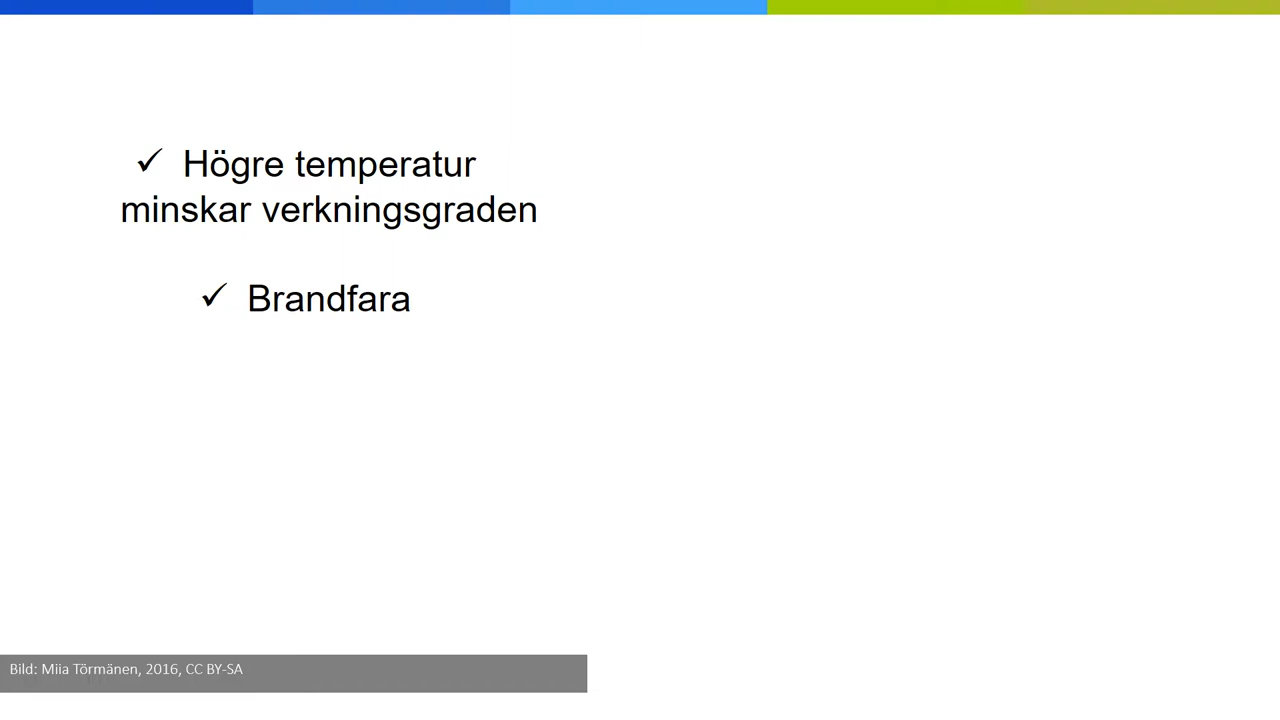 ✓ Högre temperatur
minskar verkningsgraden
✓ Brandfara
Bild: Miia Törmänen, 2016, CC BY-SA